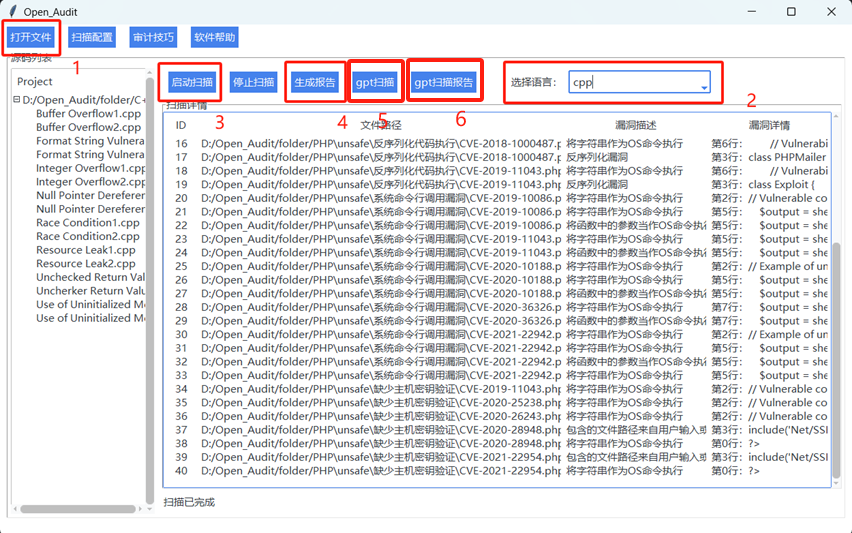 Open_Audit
打开文件 扫描配置 审计技巧 软件帮助
1
源码列表
Project
D:/Open_Audit/folder/C+
Buffer Overflow1.cpp
Buffer Overflow2.cpp
Format String Vulnera
Format String Vulnera
Integer Overflow1.cpp
Integer Overflow2.cpp
Null Pointer Dereferen
Null Pointer Dereferen
Race Condition1.cpp
Race Condition2.cpp
Resource Leak1.cpp
Resource Leak2.cpp
Unchecked Return Valu
Uncherker Return Valu
Use of Uninitialized Me
Use of Uninitialized Me
启动扫描 停止扫描 生成报告 gpt扫描 gpt扫描报告 选择语言: cpp
3 4 5 6 2
扫描详情
ID 文件路径 漏洞描述 漏洞详情
16 D:/Open_Audit/folder/PHP\unsafe\反序列化代码执行\CVE-2018-1000487.p 将字符串作为OS命令执行 第6行: // Vulnerabi
17 D:/Open_Audit/folder/PHP\unsafe\反序列化代码执行\CVE-2018-1000487.p 反序列化漏洞 第3行: class PHPMailer
18 D:/Open_Audit/folder/PHP\unsafe\反序列化代码执行\CVE-2019-11043.php 将字符串作为OS命令执行 第6行: // Vulnerabi
19 D:/Open_Audit/folder/PHP\unsafe\反序列化代码执行\CVE-2019-11043.php 反序列化漏洞 第3行: class Exploit {
20 D:/Open_Audit/folder/PHP\unsafe\系统命令行调用漏洞\CVE-2019-10086.p 将字符串作为OS命令执行 第2行: // Vulnerable co
21 D:/Open_Audit/folder/PHP\unsafe\系统命令行调用漏洞\CVE-2019-10086.p 将字符串作为OS命令执行 第5行: $output = she
22 D:/Open_Audit/folder/PHP\unsafe\系统命令行调用漏洞\CVE-2019-10086.p 将函数中的参数当作OS命令执行 第5行: $output = she
23 D:/Open_Audit/folder/PHP\unsafe\系统命令行调用漏洞\CVE-2019-11043.p 将字符串作为OS命令执行 第5行: $output = she
24 D:/Open_Audit/folder/PHP\unsafe\系统命令行调用漏洞\CVE-2019-11043.p 将函数中的参数当作OS命令执行 第5行: $output = she
25 D:/Open_Audit/folder/PHP\unsafe\系统命令行调用漏洞\CVE-2020-10188.p 将字符串作为OS命令执行 第2行: // Example of un
26 D:/Open_Audit/folder/PHP\unsafe\系统命令行调用漏洞\CVE-2020-10188.p 将字符串作为OS命令执行 第5行: $output = she
27 D:/Open_Audit/folder/PHP\unsafe\系统命令行调用漏洞\CVE-2020-10188.p 将函数中的参数当作OS命令执行 第5行: $output = she
28 D:/Open_Audit/folder/PHP\unsafe\系统命令行调用漏洞\CVE-2020-36326.p 将字符串作为OS命令执行 第7行: $output = she
29 D:/Open_Audit/folder/PHP\unsafe\系统命令行调用漏洞\CVE-2020-36326.p 将函数中的参数当作OS命令执行 第7行: $output = she
30 D:/Open_Audit/folder/PHP\unsafe\系统命令行调用漏洞\CVE-2021-22942.p 将字符串作为OS命令执行 第2行: // Example of un
31 D:/Open_Audit/folder/PHP\unsafe\系统命令行调用漏洞\CVE-2021-22942.p 将字符串作为OS命令执行 第5行: $output = she
32 D:/Open_Audit/folder/PHP\unsafe\系统命令行调用漏洞\CVE-2021-22942.p 将函数中的参数当作OS命令执行 第5行: $output = she
33 D:/Open_Audit/folder/PHP\unsafe\系统命令行调用漏洞\CVE-2021-22942.p 将字符串作为OS命令执行 第5行: $output = she
34 D:/Open_Audit/folder/PHP\unsafe\缺少主机密钥验证\CVE-2019-11043.php 将字符串作为OS命令执行 第2行: // Vulnerable co
35 D:/Open_Audit/folder/PHP\unsafe\缺少主机密钥验证\CVE-2020-25238.php 将字符串作为OS命令执行 第2行: // Vulnerable co
36 D:/Open_Audit/folder/PHP\unsafe\缺少主机密钥验证\CVE-2020-26243.php 将字符串作为OS命令执行 第2行: // Vulnerable co
37 D:/Open_Audit/folder/PHP\unsafe\缺少主机密钥验证\CVE-2020-28948.php 包含的文件路径来自用户输入或 第3行: include('Net/SSI
38 D:/Open_Audit/folder/PHP\unsafe\缺少主机密钥验证\CVE-2020-28948.php 将字符串作为OS命令执行 第0行: ?>
39 D:/Open_Audit/folder/PHP\unsafe\缺少主机密钥验证\CVE-2021-22954.php 包含的文件路径来自用户输入或 第3行: include('Net/SSI
40 D:/Open_Audit/folder/PHP\unsafe\缺少主机密钥验证\CVE-2021-22954.php 将字符串作为OS命令执行 第0行: ?>
扫描已完成